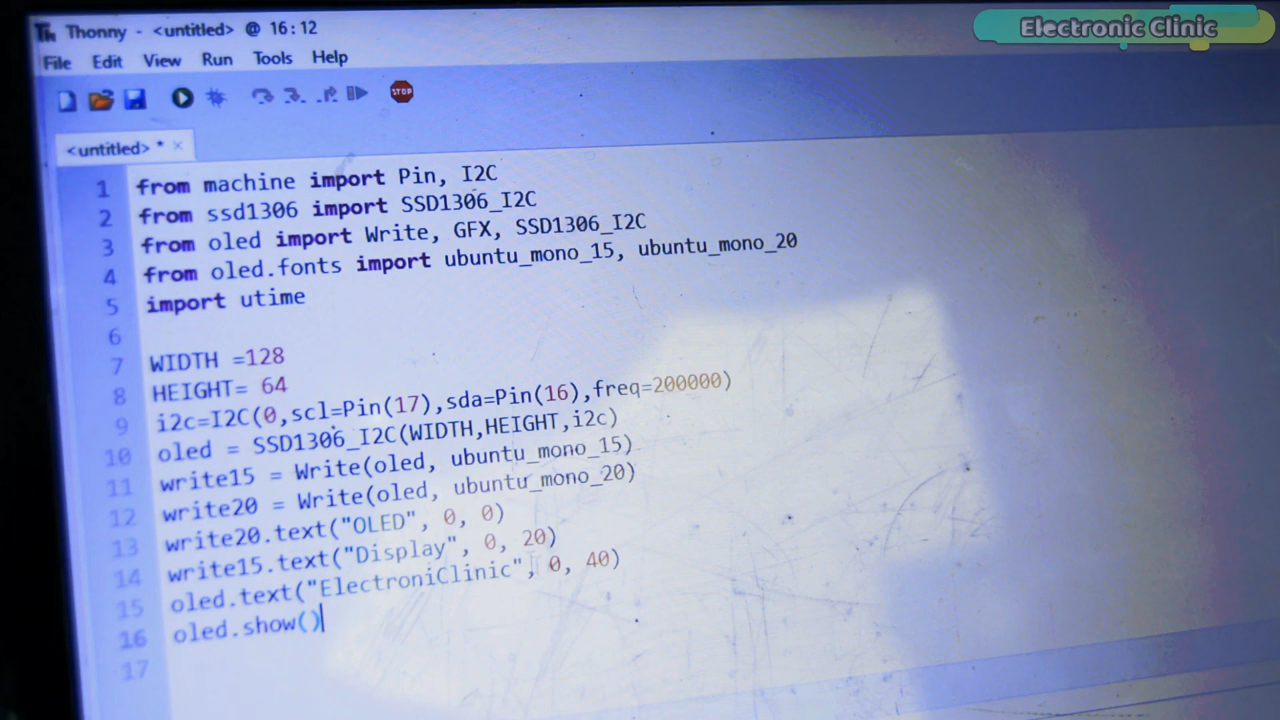 Electronic Clinic
Thonny - <untitled> @ 16:12
File Edit View Run Tools Help
STOP
<untitled> * ×
1 from machine import Pin, I2C
2 from ssd1306 import SSD1306_I2C
3 from oled import Write, GFX, SSD1306_I2C
4 from oled.fonts import ubuntu_mono_15, ubuntu_mono_20
5 import utime
6
7 WIDTH =128
8 HEIGHT= 64
9 i2c=I2C(0,scl=Pin(17),sda=Pin(16),freq=200000)
10 oled = SSD1306_I2C(WIDTH,HEIGHT,i2c)
11 write15 = Write(oled, ubuntu_mono_15)
12 write20 = Write(oled, ubuntu_mono_20)
13 write20.text("OLED", 0, 0)
14 write15.text("Display", 0, 20)
15 oled.text("ElectroniClinic", 0, 40)
16 oled.show()
17